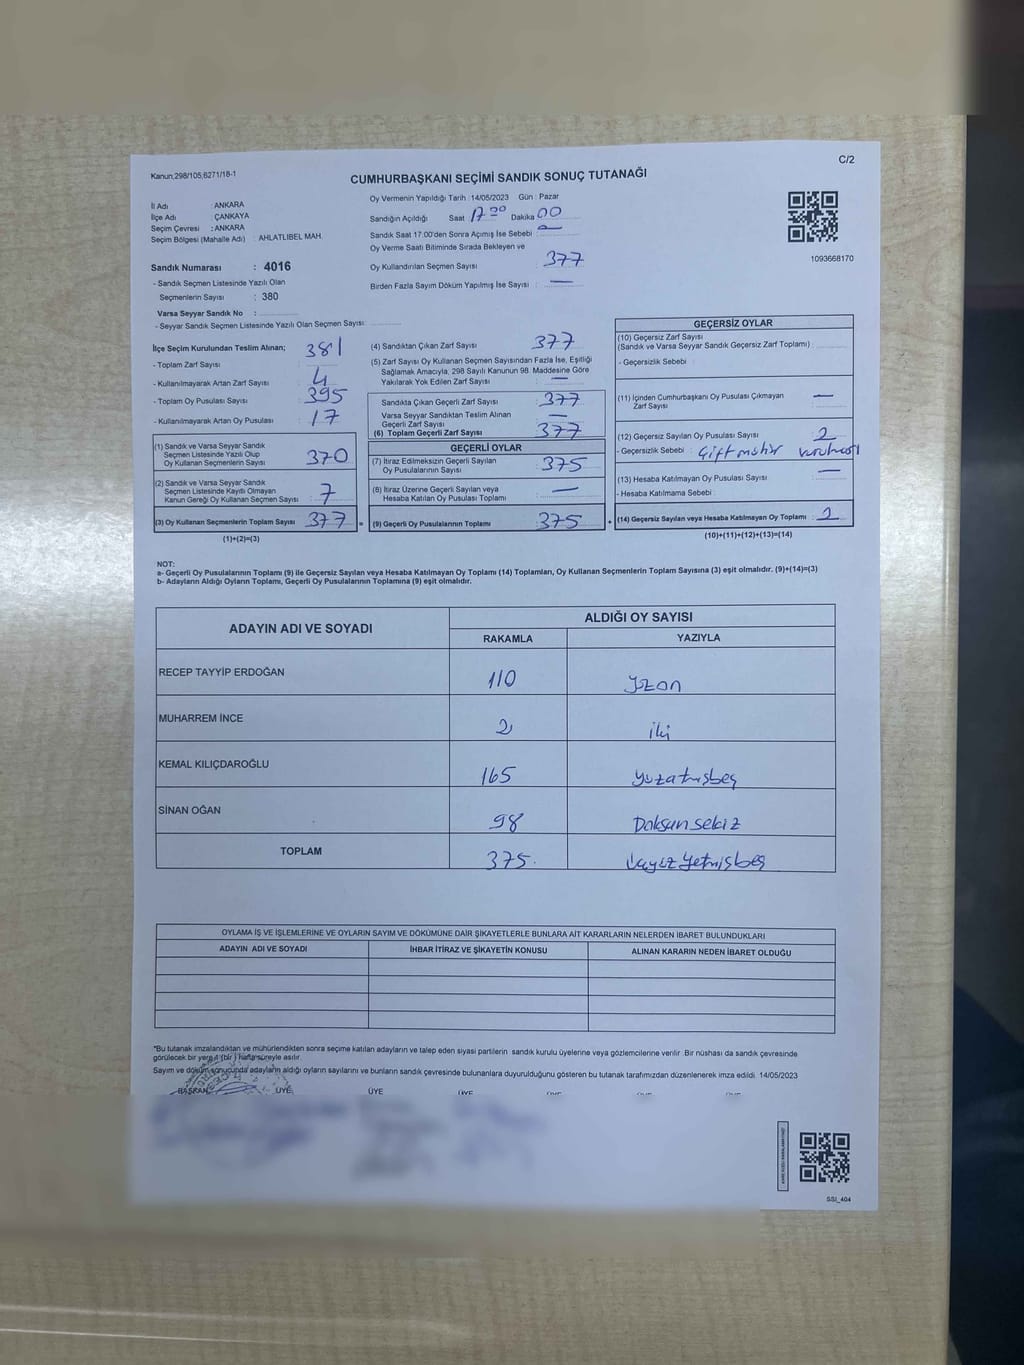 C/2
Kanun,298/105,6271/18-1
CUMHURBAŞKANI SEÇİMİ SANDIK SONUÇ TUTANAĞI
İl Adı : ANKARA
İlçe Adı : ÇANKAYA
Seçim Çevresi : ANKARA
Seçim Bölgesi (Mahalle Adı) : AHLATLIBEL MAH.
Sandık Numarası : 4016
- Sandık Seçmen Listesinde Yazılı Olan
Seçmenlerin Sayısı : 380
Varsa Seyyar Sandık No :
- Seyyar Sandık Seçmen Listesinde Yazılı Olan Seçmen Sayısı:
Oy Vermenin Yapıldığı Tarih :14/05/2023 Gün : Pazar
Sandığın Açıldığı Saat 17 00 Dakika 00
Sandık Saat 17.00'den Sonra Açımış İse Sebebi : —
Oy Verme Saati Bitiminde Sırada Bekleyen ve
Oy Kullandırılan Seçmen Sayısı : 377
Birden Fazla Sayım Döküm Yapılmış İse Sayısı : —
1093668170
İlçe Seçim Kurulundan Teslim Alınan;
- Toplam Zarf Sayısı : 381
- Kullanılmayarak Artan Zarf Sayısı : 4
- Toplam Oy Pusulası Sayısı : 395
- Kullanılmayarak Artan Oy Pusulası : 17
(1) Sandık ve Varsa Seyyar Sandık
Seçmen Listesinde Yazılı Olup
Oy Kullanan Seçmenlerin Sayısı : 370
(2) Sandık ve Varsa Seyyar Sandık
Seçmen Listesinde Kayıtlı Olmayan
Kanun Gereği Oy Kullanan Seçmen Sayısı : 7
(3) Oy Kullanan Seçmenlerin Toplam Sayısı : 377 =
(1)+(2)=(3)
(4) Sandıktan Çıkan Zarf Sayısı : 377
(5) Zarf Sayısı Oy Kullanan Seçmen Sayısından Fazla İse, Eşitliği
Sağlamak Amacıyla; 298 Sayılı Kanunun 98. Maddesine Göre
Yakılarak Yok Edilen Zarf Sayısı : —
Sandıkta Çıkan Geçerli Zarf Sayısı : 377
Varsa Seyyar Sandıktan Teslim Alınan
Geçerli Zarf Sayısı : —
(6) Toplam Geçerli Zarf Sayısı : 377
GEÇERLİ OYLAR
(7) İtiraz Edilmeksizin Geçerli Sayılan
Oy Pusulalarının Sayısı : 375
(8) İtiraz Üzerine Geçerli Sayılan veya
Hesaba Katılan Oy Pusulası Toplamı : —
(9) Geçerli Oy Pusulalarının Toplamı : 375 +
GEÇERSİZ OYLAR
(10) Geçersiz Zarf Sayısı
(Sandık ve Varsa Seyyar Sandık Geçersiz Zarf Toplamı) :
- Geçersizlik Sebebi :
(11) İçinden Cumhurbaşkanı Oy Pusulası Çıkmayan
Zarf Sayısı : —
(12) Geçersiz Sayılan Oy Pusulası Sayısı : 2
- Geçersizlik Sebebi : Çift mühür vurulması
(13) Hesaba Katılmayan Oy Pusulası Sayısı : —
- Hesaba Katılmama Sebebi :
(14) Geçersiz Sayılan veya Hesaba Katılmayan Oy Toplamı : 2
(10)+(11)+(12)+(13)=(14)
NOT:
a- Geçerli Oy Pusulalarının Toplamı (9) ile Geçersiz Sayılan veya Hesaba Katılmayan Oy Toplamı (14) Toplamları, Oy Kullanan Seçmenlerin Toplam Sayısına (3) eşit olmalıdır. (9)+(14)=(3)
b- Adayların Aldığı Oyların Toplamı, Geçerli Oy Pusulalarının Toplamına (9) eşit olmalıdır.
ADAYIN ADI VE SOYADI
ALDIĞI OY SAYISI
RAKAMLA YAZIYLA
RECEP TAYYİP ERDOĞAN 110 Yüzon
MUHARREM İNCE 2 iki
KEMAL KILIÇDAROĞLU 165 Yüzatmışbeş
SİNAN OĞAN 98 Doksan sekiz
TOPLAM 375. üçyüz yetmişbeş
OYLAMA İŞ VE İŞLEMLERİNE VE OYLARIN SAYIM VE DÖKÜMÜNE DAİR ŞİKAYETLERLE BUNLARA AİT KARARLARIN NELERDEN İBARET BULUNDUKLARI
ADAYIN ADI VE SOYADI İHBAR İTİRAZ VE ŞİKAYETİN KONUSU ALINAN KARARIN NEDEN İBARET OLDUĞU
"Bu tutanak imzalandıktan ve mühürlendikten sonra seçime katılan adayların ve talep eden siyasi partilerin sandık kurulu üyelerine veya gözlemcilerine verilir. Bir nüshası da sandık çevresinde
görülecek bir yere 1 (bir) hafta süreyle asılır.
Sayım ve döküm sonucunda adayların aldığı oyların sayılarını ve bunların sandık çevresinde bulunanlara duyurulduğunu gösteren bu tutanak tarafımızdan düzenlenerek imza edildi. 14/05/2023
BAŞKAN ÜYE ÜYE ÜYE
SSI_404